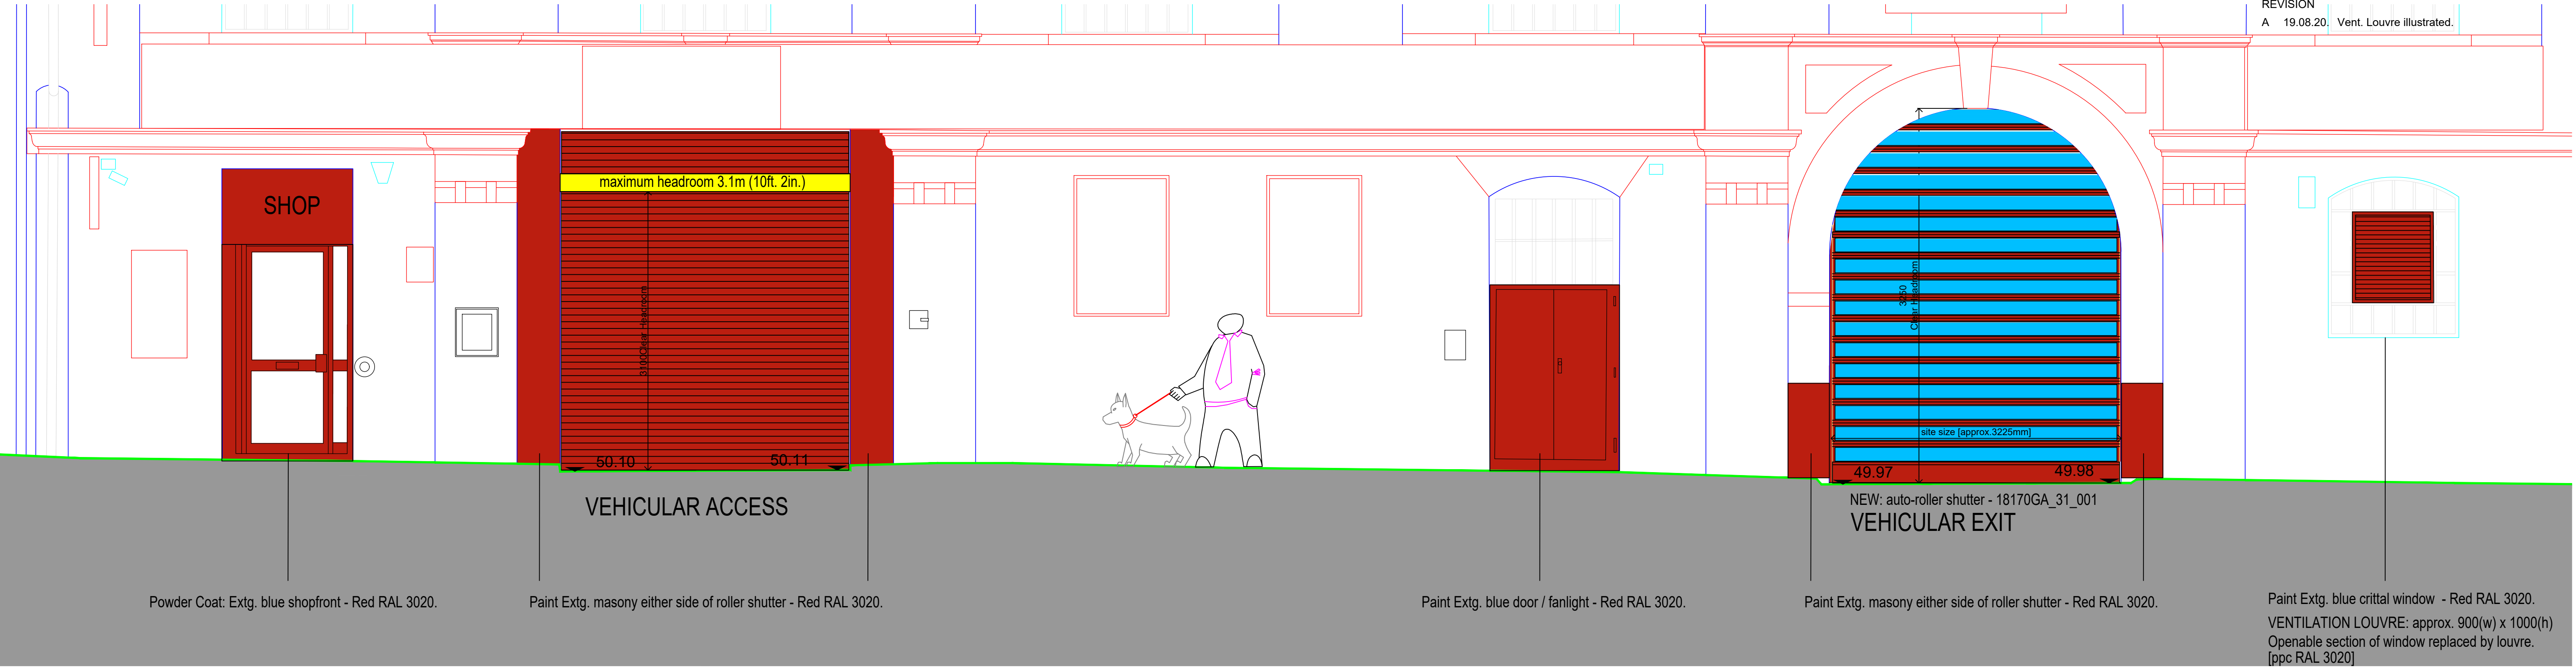 REVISION
A 19.08.20. Vent. Louvre illustrated.
maximum headroom 3.1m (10ft. 2in.)
SHOP
3100Clear Headroom
3250
Clear Headroom
site size [approx.3225mm]
50.10
50.11
49.97
49.98
VEHICULAR ACCESS
NEW: auto-roller shutter - 18170GA_31_001
VEHICULAR EXIT
Powder Coat: Extg. blue shopfront - Red RAL 3020.
Paint Extg. masony either side of roller shutter - Red RAL 3020.
Paint Extg. blue door / fanlight - Red RAL 3020.
Paint Extg. masony either side of roller shutter - Red RAL 3020.
Paint Extg. blue crittal window - Red RAL 3020.
VENTILATION LOUVRE: approx. 900(w) x 1000(h)
Openable section of window replaced by louvre.
[ppc RAL 3020]